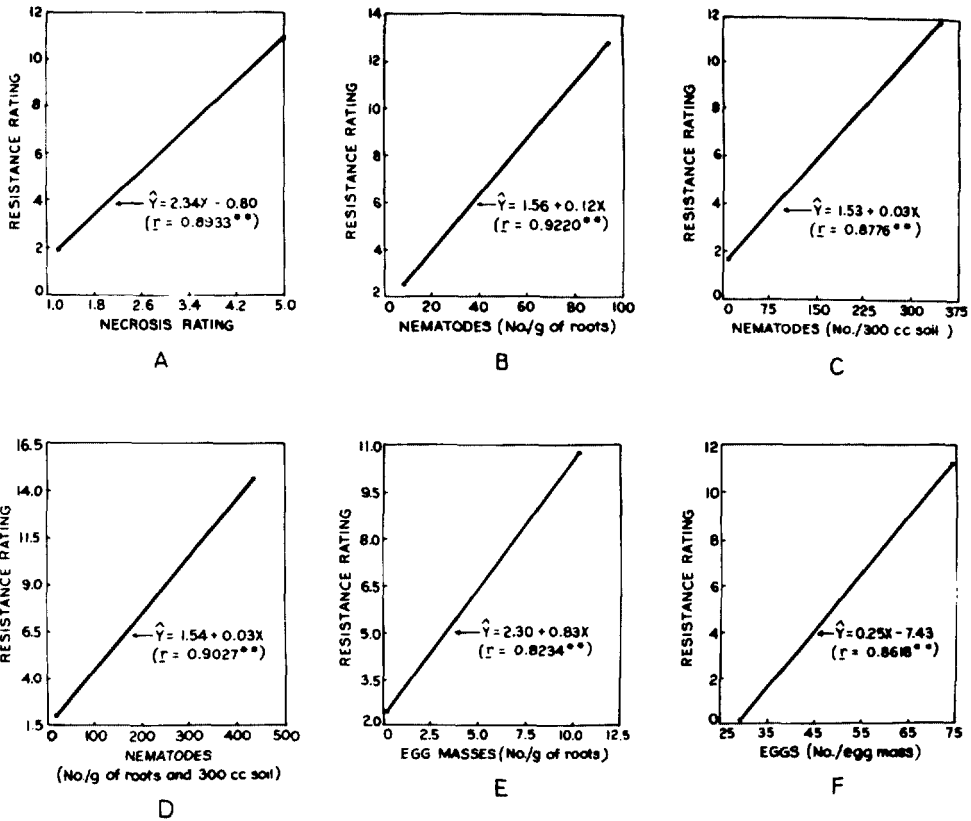 12
10
8
6
4
2
0
RESISTANCE RATING
Ŷ = 2.34X - 0.80
(r = 0.8933**)
1.0 1.8 2.6 3.4 4.2 5.0
NECROSIS RATING
A
14
12
10
8
6
4
2
RESISTANCE RATING
Ŷ = 1.56 + 0.12X
(r = 0.9220**)
0 20 40 60 80 100
NEMATODES (No./g of roots)
B
12
10
8
6
4
2
0
RESISTANCE RATING
Ŷ = 1.53 + 0.03X
(r = 0.8776**)
0 75 150 225 300 375
NEMATODES (No./300 cc soil)
C
16.5
14.0
11.5
9.0
6.5
4.0
1.5
RESISTANCE RATING
Ŷ = 1.54 + 0.03X
(r = 0.9027**)
0 100 200 300 400 500
NEMATODES
(No./g of roots and 300 cc soil)
D
11.0
9.5
8.0
6.5
5.0
3.5
2.0
RESISTANCE RATING
Ŷ = 2.30 + 0.83X
(r = 0.8234**)
0 2.5 5.0 7.5 10.0 12.5
EGG MASSES (No./g of roots)
E
12
10
8
6
4
2
0
RESISTANCE RATING
Ŷ = 0.25X - 7.43
(r = 0.8618**)
25 35 45 55 65 75
EGGS (No./egg mass)
F